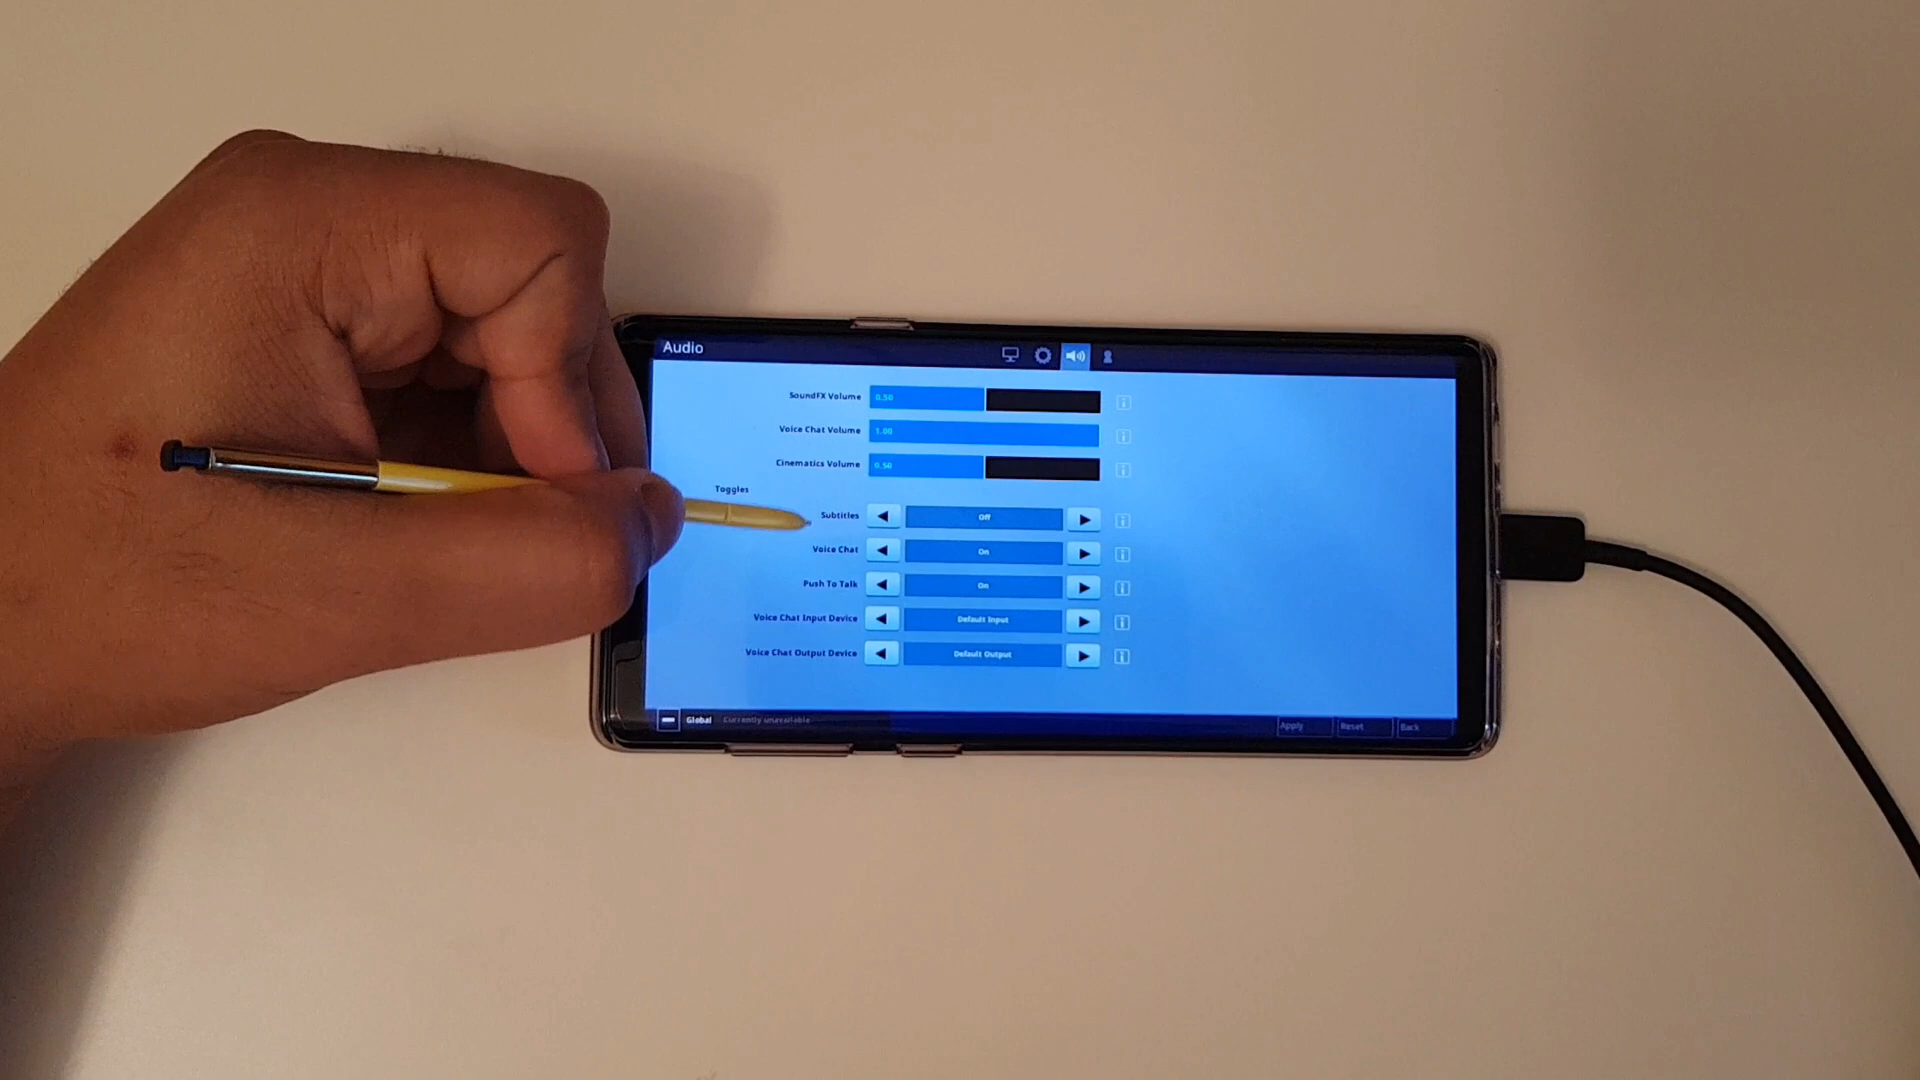 Audio
SoundFX Volume 0.50
Voice Chat Volume 1.00
Cinematics Volume 0.50
Toggles
Subtitles Off
Voice Chat On
Push To Talk On
Voice Chat Input Device Default Input
Voice Chat Output Device Default Output
Global Currently unavailable Apply Reset Back